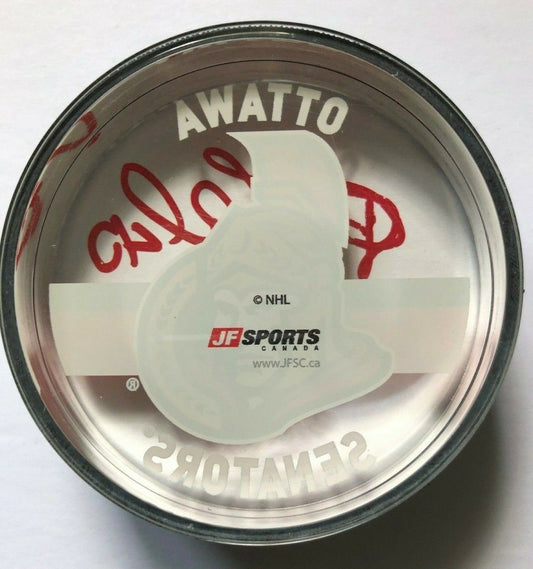 AWATTO
© NHL
JF SPORTS
CANADA
www.JFSC.ca
®
SENATORS